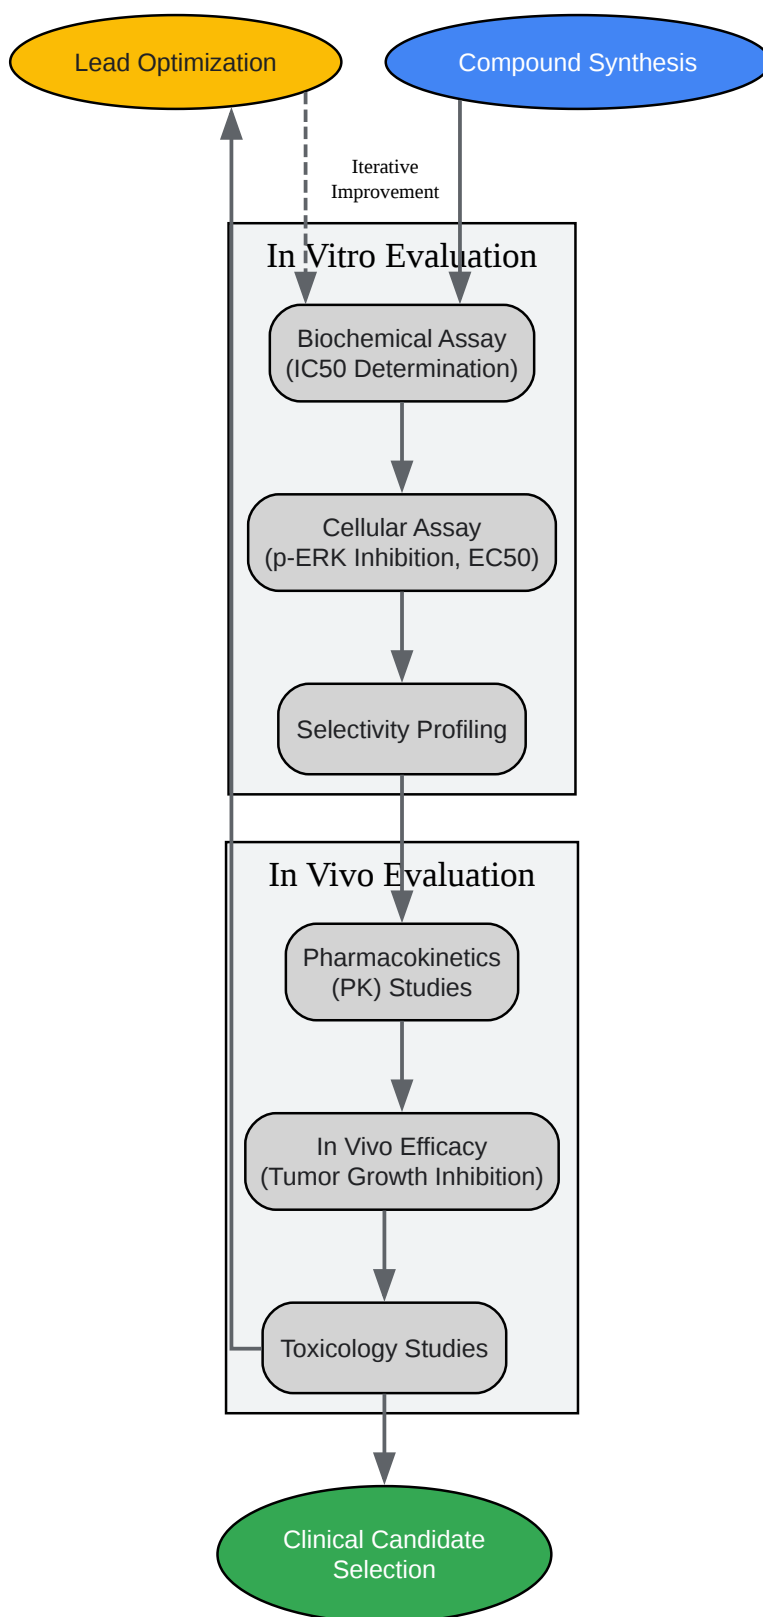 Lead Optimization
Compound Synthesis
Iterative
Improvement
In Vitro Evaluation
Biochemical Assay
(IC50 Determination)
Cellular Assay
(p-ERK Inhibition, EC50)
Selectivity Profiling
In Vivo Evaluation
Pharmacokinetics
(PK) Studies
In Vivo Efficacy
(Tumor Growth Inhibition)
Toxicology Studies
Clinical Candidate
Selection